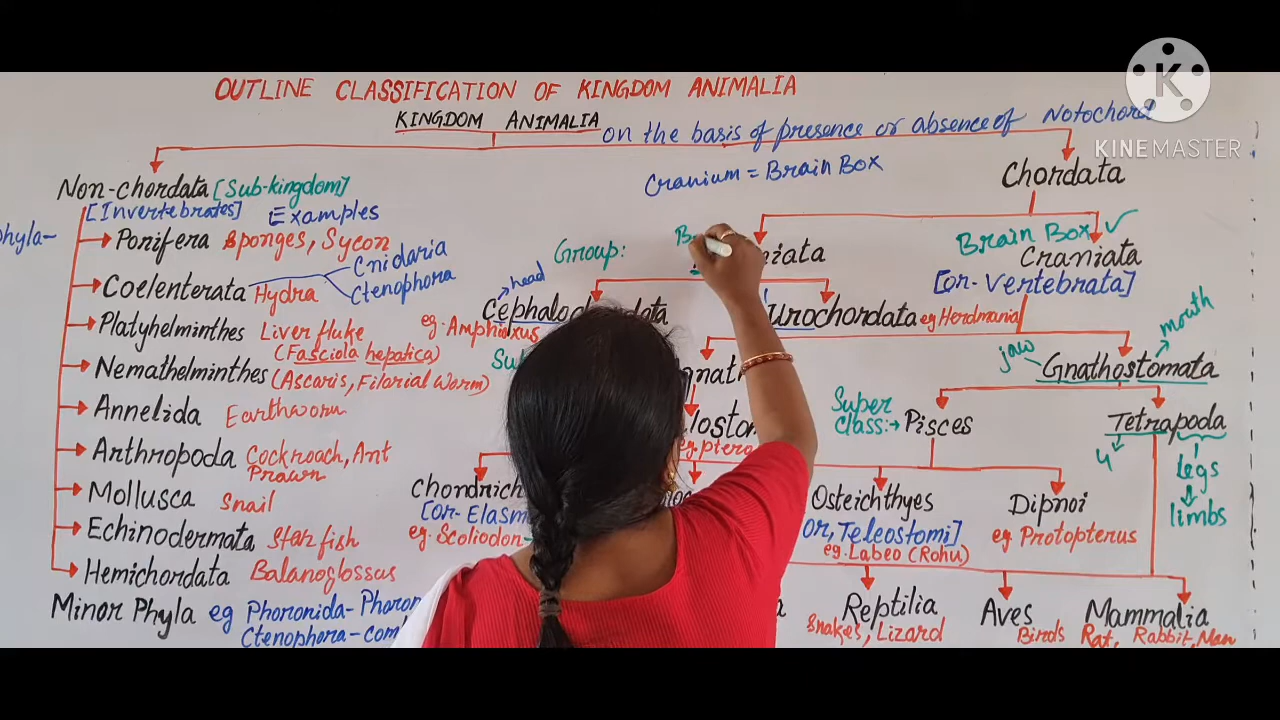 OUTLINE CLASSIFICATION OF KINGDOM ANIMALIA
K
KINEMASTER
KINGDOM ANIMALIA
on the basis of presence or absence of Notochord
Cranium = Brain Box
Chordata
Non-chordata [Sub-kingdom]
[Invertebrates] Examples
phyla-
Porifera Sponges, Sycon
Coelenterata Hydra
Cnidaria
Ctenophora
Platyhelminthes Liver fluke
(Fasciola hepatica)
Nemathelminthes (Ascaris, Filarial worm)
Annelida Earthworm
Arthropoda Cockroach, Ant
Prawn
Mollusca Snail
Echinodermata Starfish
Hemichordata Balanoglossus
Minor Phyla eg Phoronida-
Ctenophora-
Group:
Brain Box ✓
Craniata
[or- Vertebrata]
head
eg. Amphioxus
Urochordata eg Herdmania
jaw
mouth
Gnathostomata
Super
class:→ Pisces
Tetrapoda
4
legs
limbs
[or-
eg. Scoliodon-
Osteichthyes
or, Teleostomi]
eg. Labeo (Rohu)
Dipnoi
eg Protopterus
Reptilia
Snakes, Lizard
Aves
Birds
Mammalia
Rat, Rabbit, Man